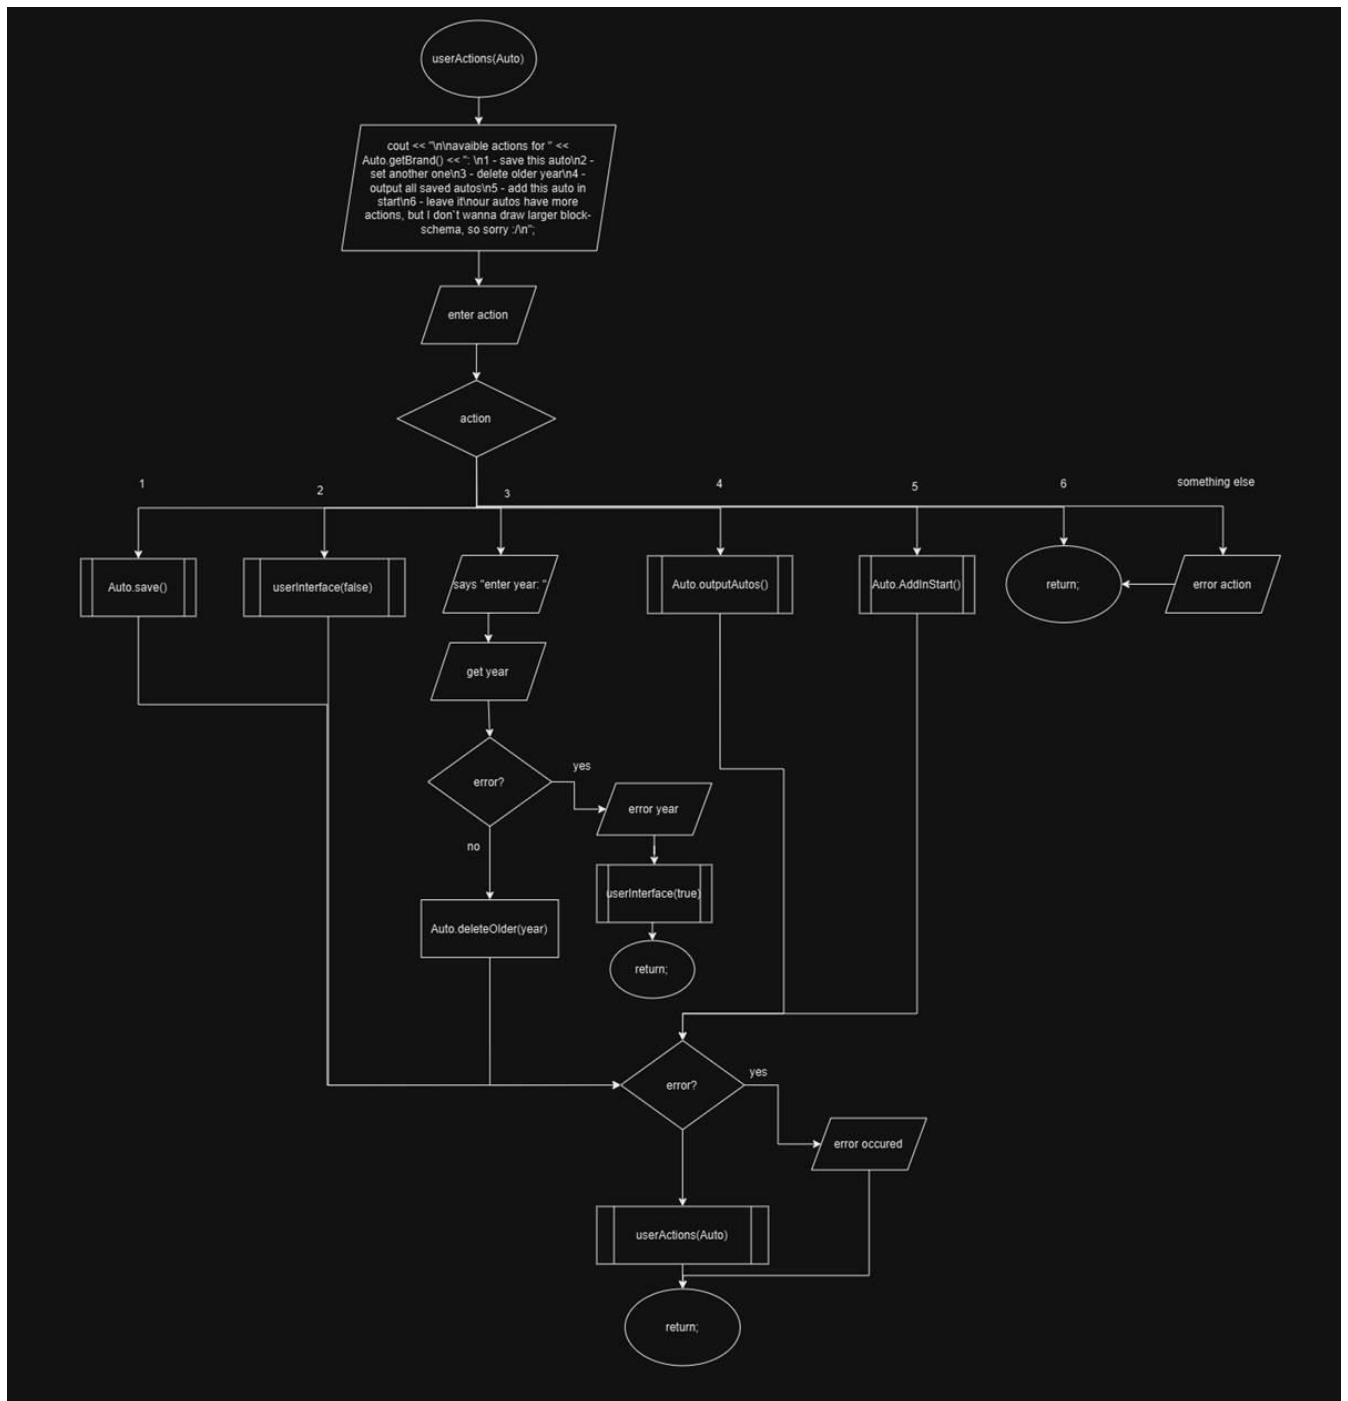 userActions(Auto)
cout << "\n\navaible actions for " <<
Auto.getBrand() << ": \n1 - save this auto\n2 -
set another one\n3 - delete older year\n4 -
output all saved autos\n5 - add this auto in
start\n6 - leave it\nour autos have more
actions, but I don`t wanna draw larger block-
schema, so sorry :/\n";
enter action
action
1
2
3
4
5
6
something else
Auto.save()
userInterface(false)
says "enter year: "
Auto.outputAutos()
Auto.AddInStart()
return;
error action
get year
error?
yes
error year
no
userInterface(true)
Auto.deleteOlder(year)
return;
error?
yes
error occured
userActions(Auto)
return;